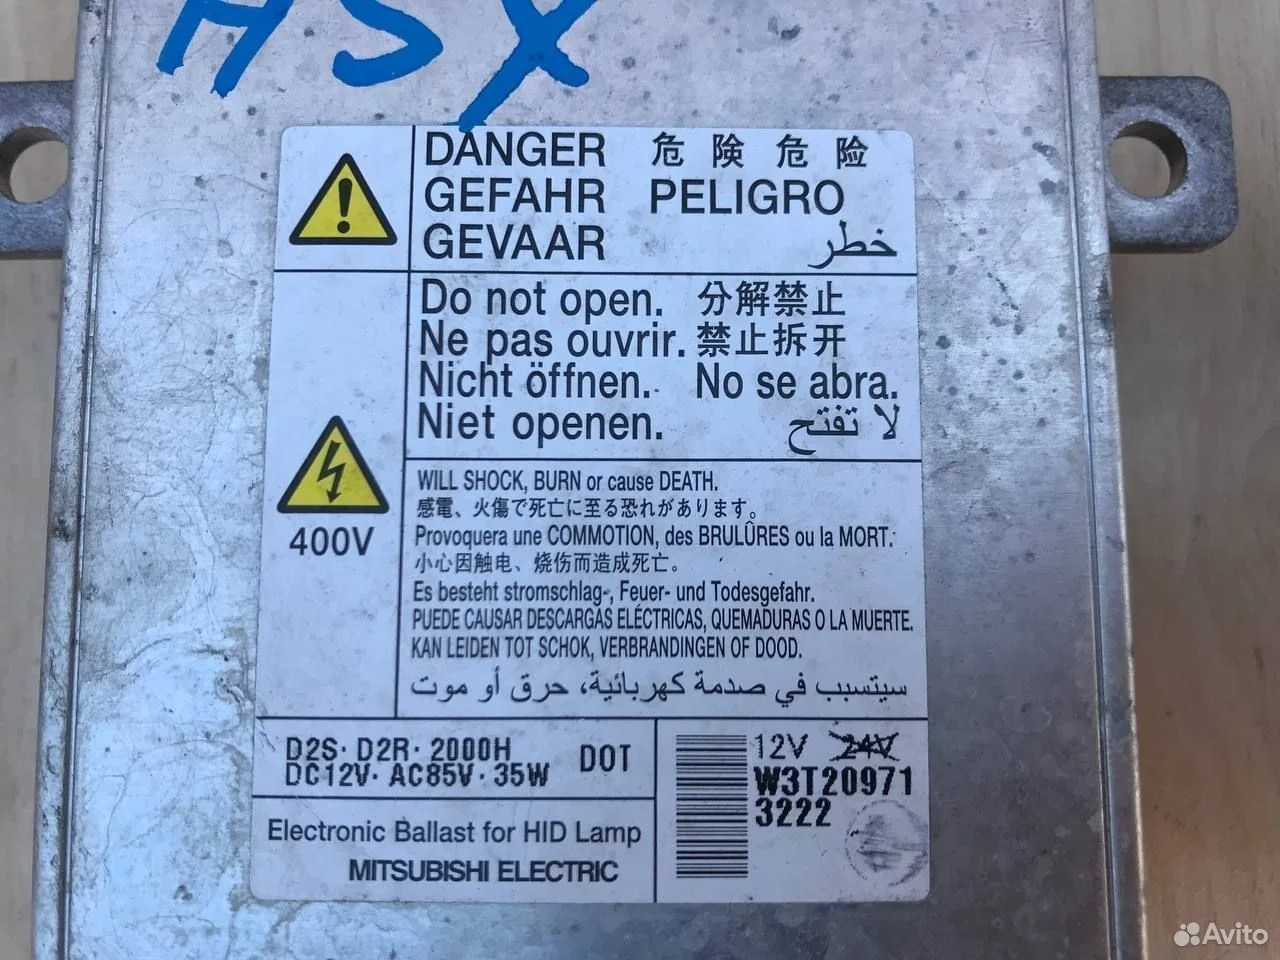 HSX
DANGER 危険 危险
GEFAHR PELIGRO
GEVAAR خطر
Do not open. 分解禁止
Ne pas ouvrir. 禁止拆开
Nicht öffnen. No se abra.
Niet openen. لا تفتح
400V
WILL SHOCK, BURN or cause DEATH.
感電、火傷で死亡に至る恐れがあります。
Provoquera une COMMOTION, des BRULÛRES ou la MORT.
小心因触电、烧伤而造成死亡。
Es besteht stromschlag-, Feuer- und Todesgefahr.
PUEDE CAUSAR DESCARGAS ELÉCTRICAS, QUEMADURAS O LA MUERTE.
KAN LEIDEN TOT SCHOK, VERBRANDINGEN OF DOOD.
سيتسبب في صدمة كهربائية، حرق أو موت
D2S· D2R· 2000H
DC12V· AC85V· 35W DOT
12V 24V
W3T20971
3222
Electronic Ballast for HID Lamp
MITSUBISHI ELECTRIC
Avito